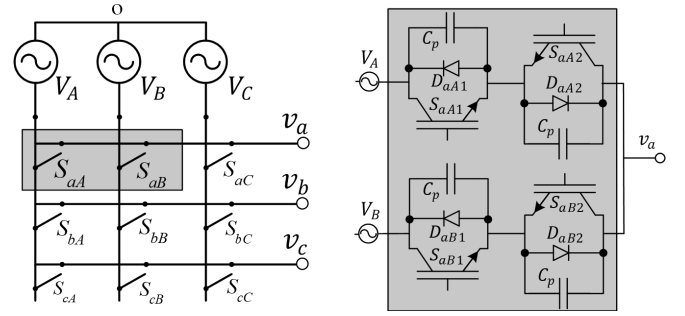 O
V_A V_B V_C
v_a
S_aA S_aB S_aC
v_b
S_bA S_bB S_bC
v_c
S_cA S_cB S_cC
C_p
V_A
D_aA1
S_aA1
S_aA2
D_aA2
C_p
v_a
C_p
V_B
D_aB1
S_aB1
S_aB2
D_aB2
C_p